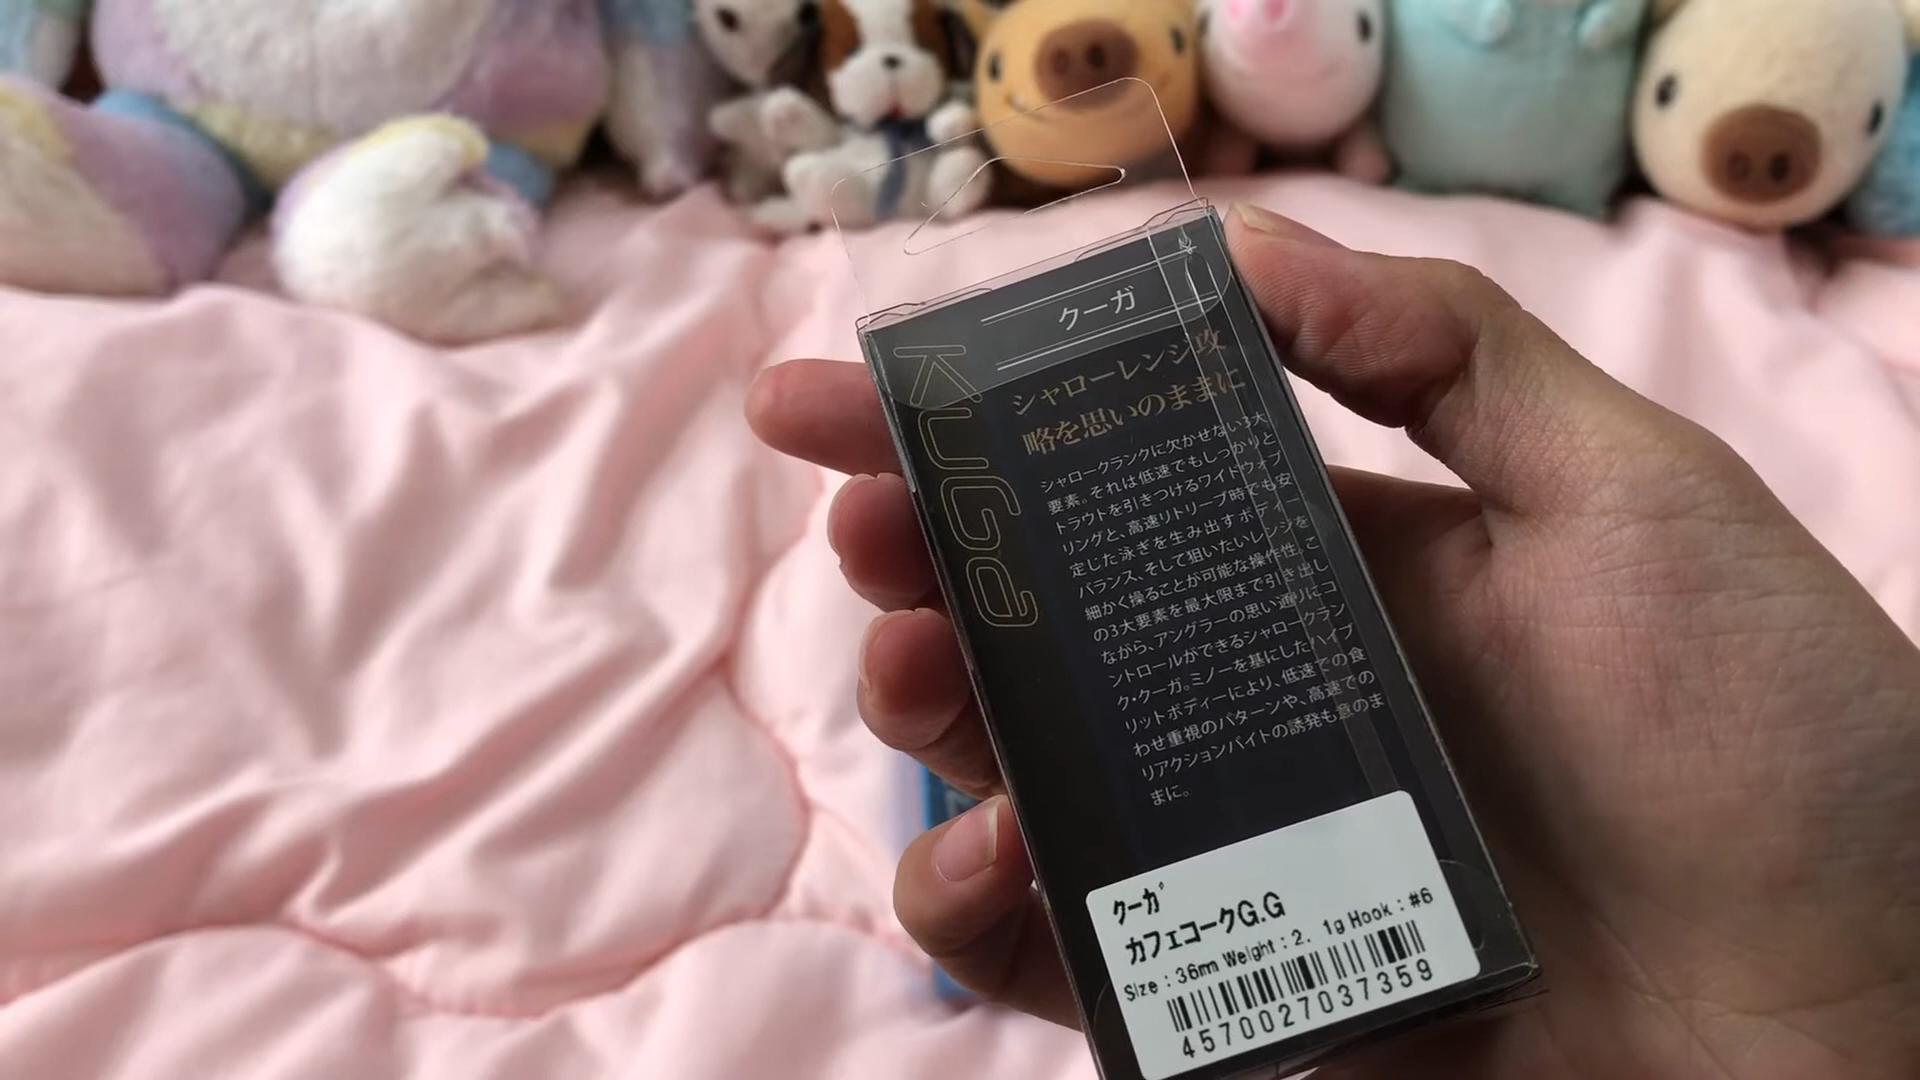 クーガ
KUGa
シャローレンジ攻
略を思いのままに
シャロークランクに欠かせない3大
要素。それは低速でもしっかりと
トラウトを引きつけるワイドウォブ
リングと、高速リトリーブ時でも安
定した泳ぎを生み出すボディー
バランス、そして狙いたいレンジを
細かく操ることが可能な操作性。こ
の3大要素を最大限まで引き出し
ながら、アングラーの思い通りにコ
ントロールができるシャロークラン
ク・クーガ。ミノーを基にしたハイブ
リットボディーにより、低速での食
わせ重視のパターンや、高速での
リアクションバイトの誘発も意のま
まに。
クーガ
カフェコークG.G
Size : 36mm Weight : 2. 1g Hook : #6
4570027037359